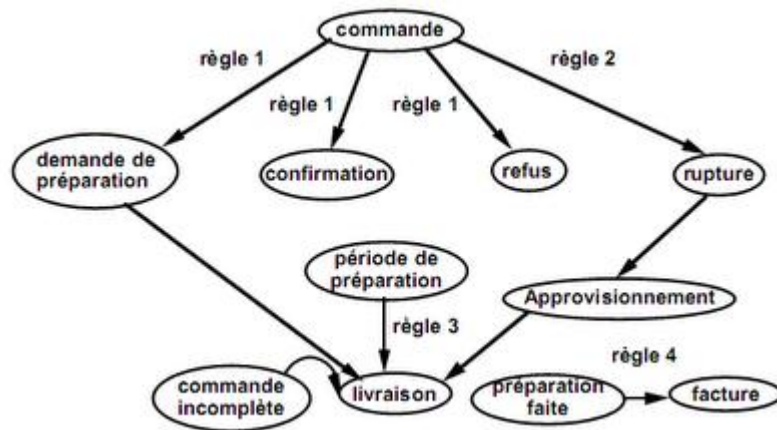 commande
règle 1
règle 2
règle 1
règle 1
demande de
préparation
confirmation
refus
rupture
période de
préparation
Approvisionnement
règle 3
règle 4
commande
incomplète
livraison
préparation
faite
facture